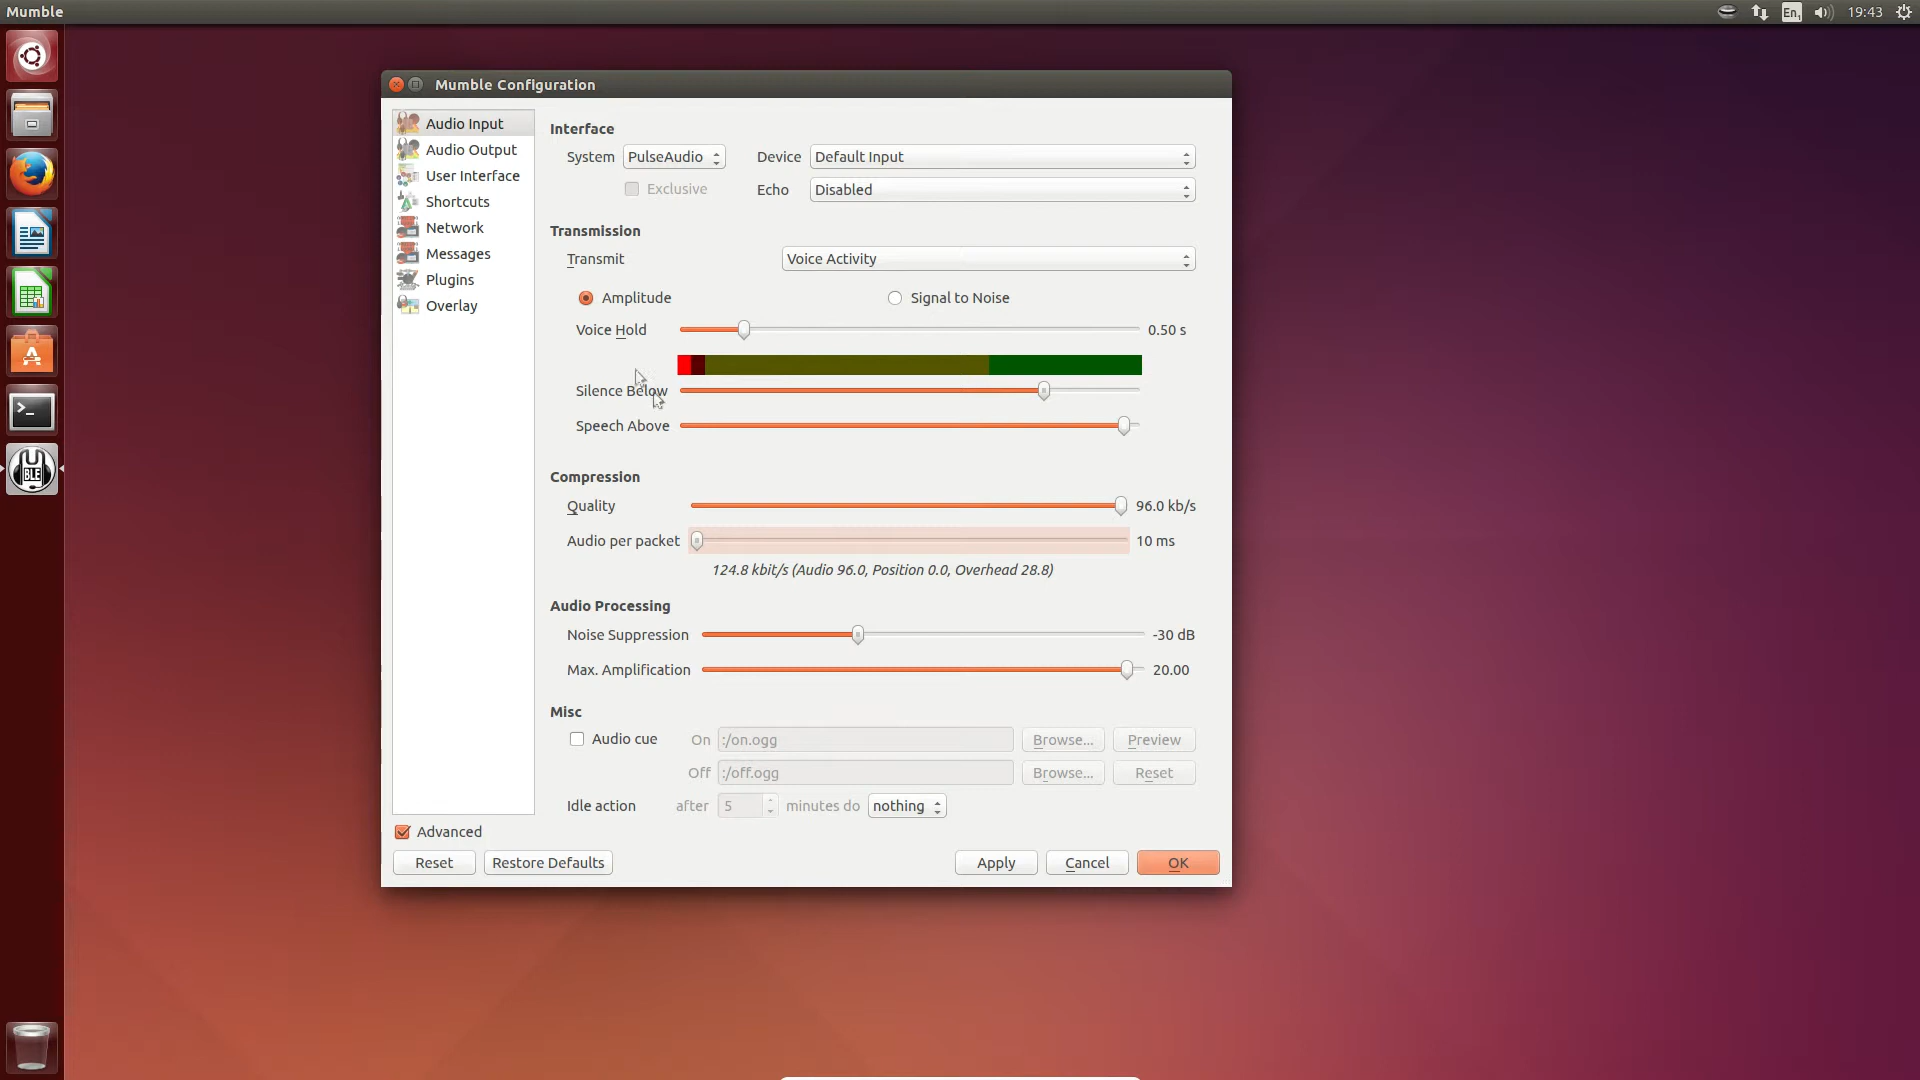 Mumble
En1
19:43
Mumble Configuration
Audio Input
Audio Output
User Interface
Shortcuts
Network
Messages
Plugins
Overlay
Interface
System PulseAudio Device Default Input
Exclusive Echo Disabled
Transmission
Transmit Voice Activity
Amplitude Signal to Noise
Voice Hold 0.50 s
Silence Below
Speech Above
Compression
Quality 96.0 kb/s
Audio per packet 10 ms
124.8 kbit/s (Audio 96.0, Position 0.0, Overhead 28.8)
Audio Processing
Noise Suppression -30 dB
Max. Amplification 20.00
Misc
Audio cue On :/on.ogg Browse... Preview
Off :/off.ogg Browse... Reset
Idle action after 5 minutes do nothing
Advanced
Reset Restore Defaults Apply Cancel OK
BLE